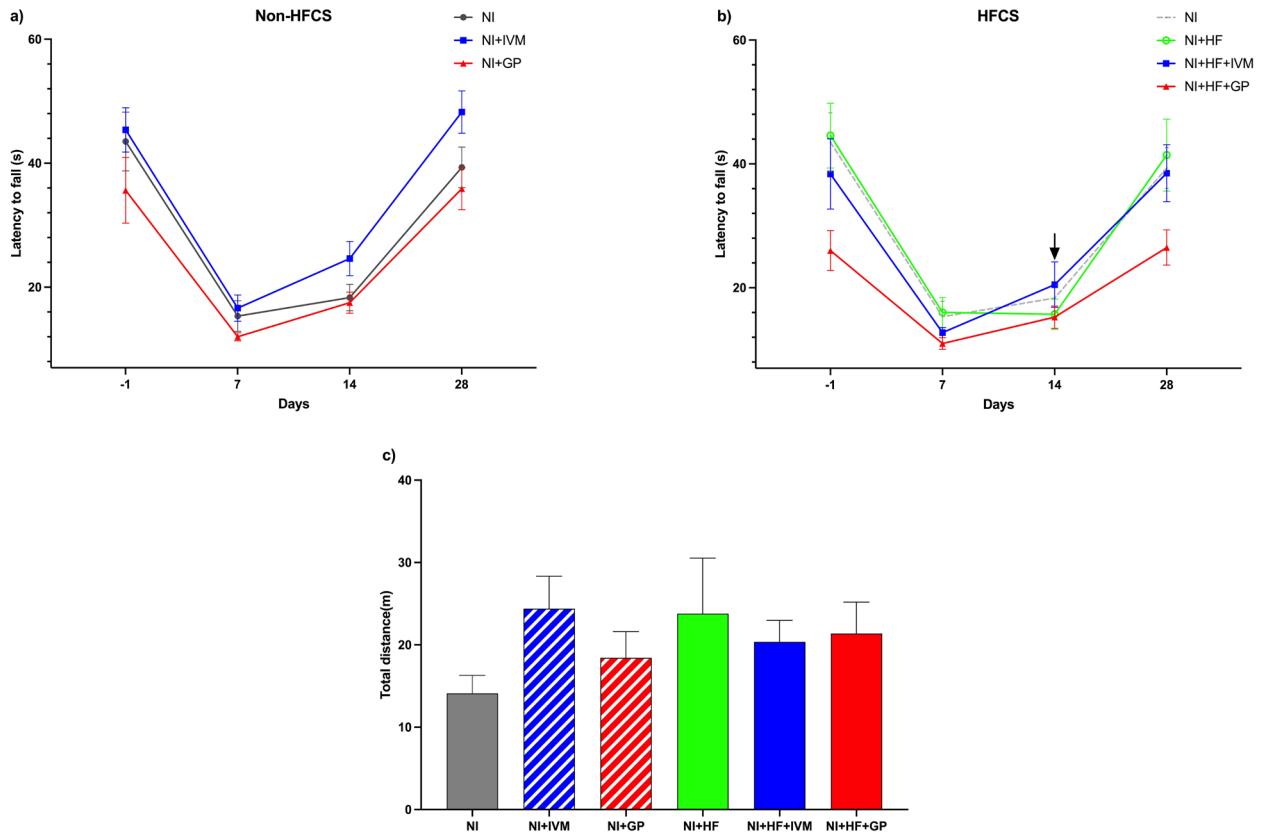 a)
Non-HFCS
NI
NI+IVM
NI+GP
60
40
20
Latency to fall (s)
-1 7 14 28
Days
b)
HFCS
NI
NI+HF
NI+HF+IVM
NI+HF+GP
60
40
20
Latency to fall (s)
-1 7 14 28
Days
c)
40
30
20
10
0
Total distance(m)
NI NI+IVM NI+GP NI+HF NI+HF+IVM NI+HF+GP